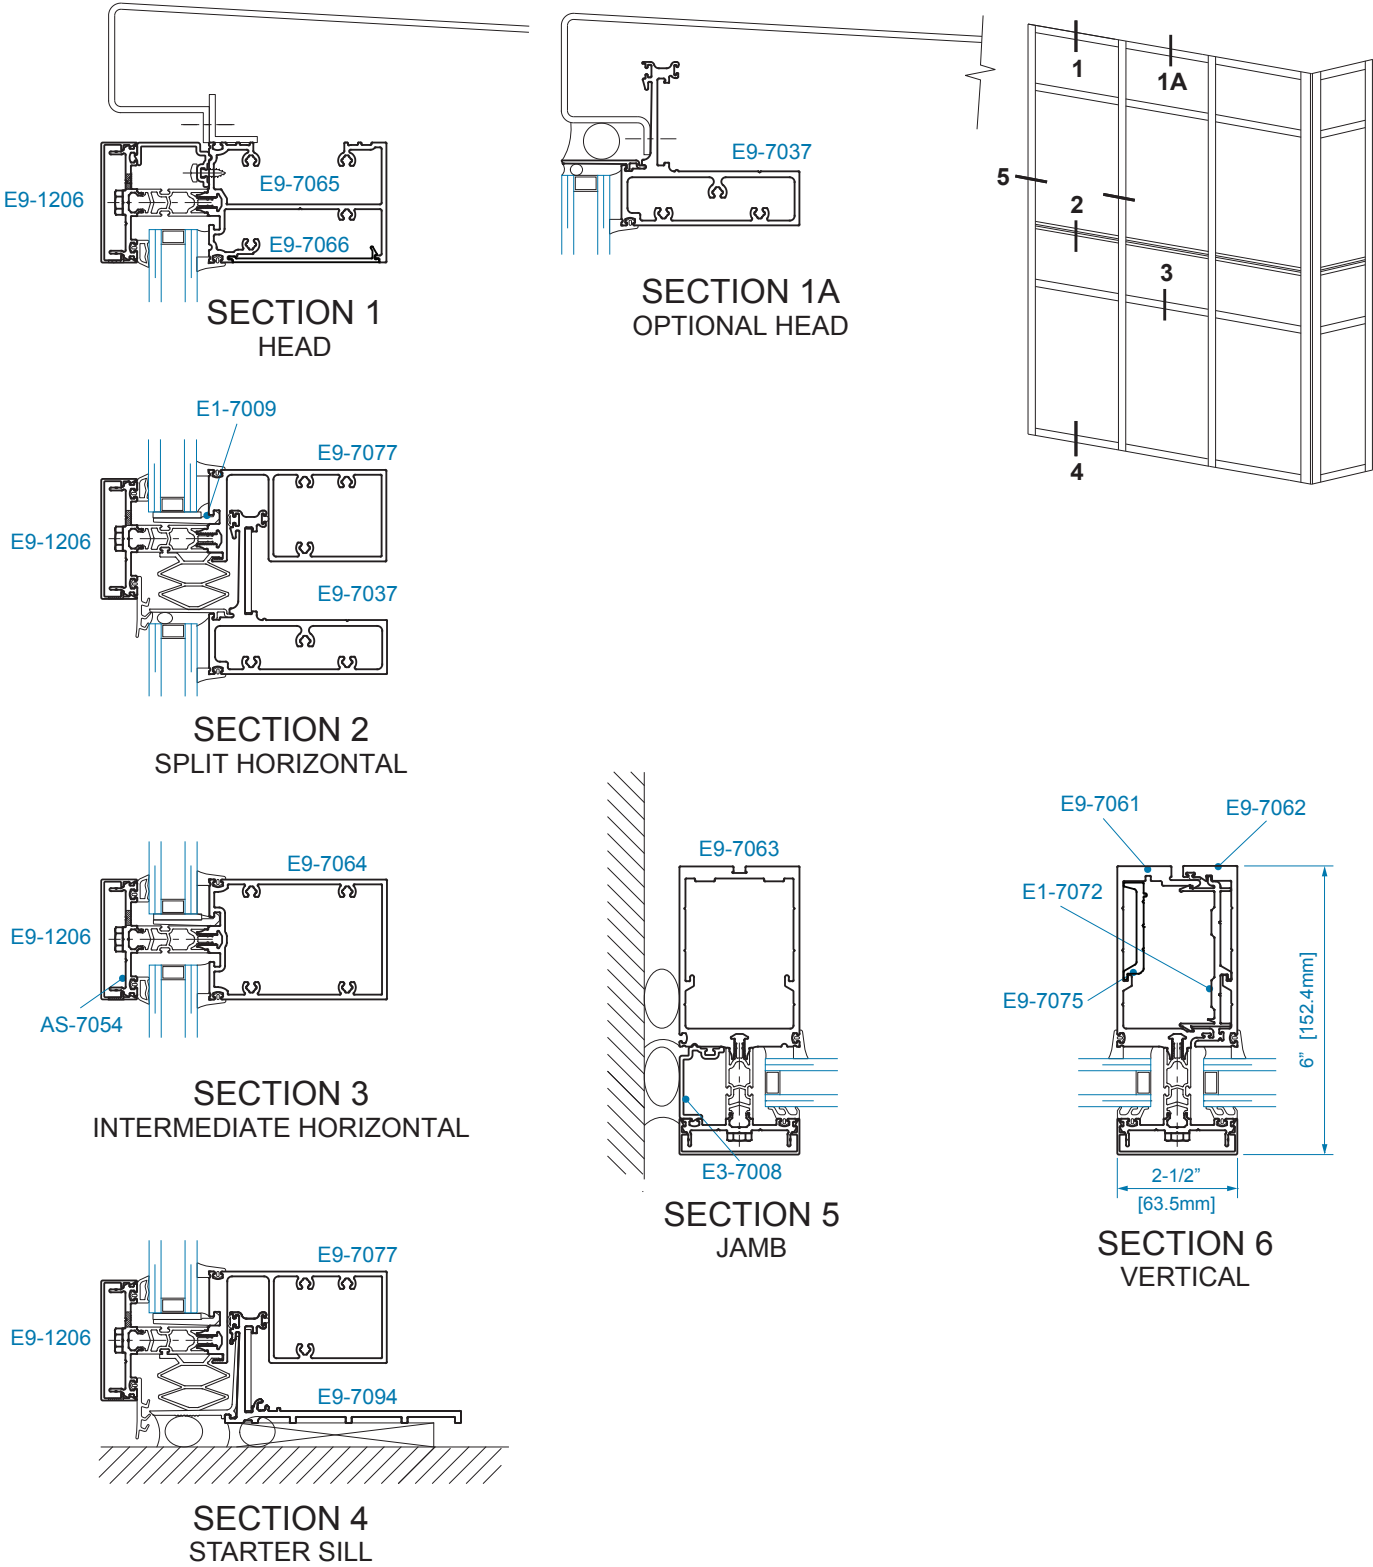 E9-1206
E9-7065
E9-7066
SECTION 1
HEAD
E9-7037
SECTION 1A
OPTIONAL HEAD
1
1A
5
2
3
4
E1-7009
E9-7077
E9-1206
E9-7037
SECTION 2
SPLIT HORIZONTAL
E9-7064
E9-1206
AS-7054
SECTION 3
INTERMEDIATE HORIZONTAL
E9-7063
E3-7008
SECTION 5
JAMB
E9-7061
E9-7062
E1-7072
E9-7075
6” [152.4mm]
2-1/2”
[63.5mm]
SECTION 6
VERTICAL
E9-7077
E9-1206
E9-7094
SECTION 4
STARTER SILL